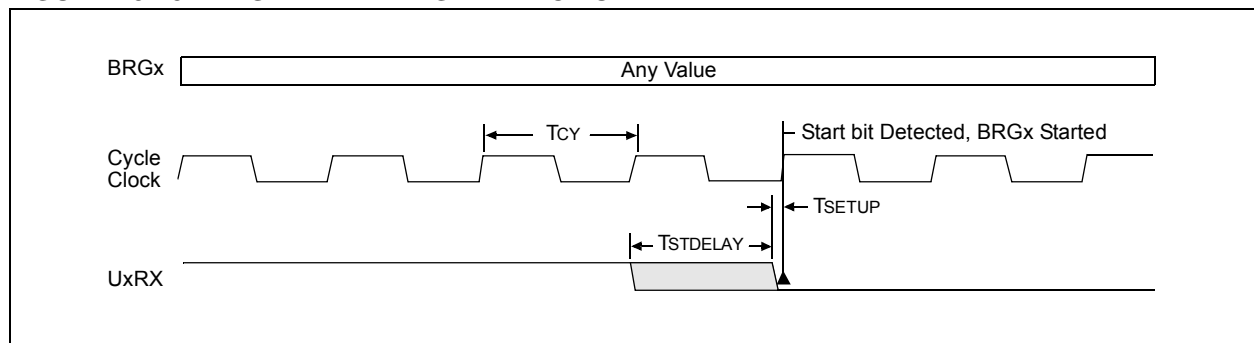 BRGx
Any Value
TCY
Start bit Detected, BRGx Started
Cycle
Clock
TSETUP
TSTDELAY
UxRX